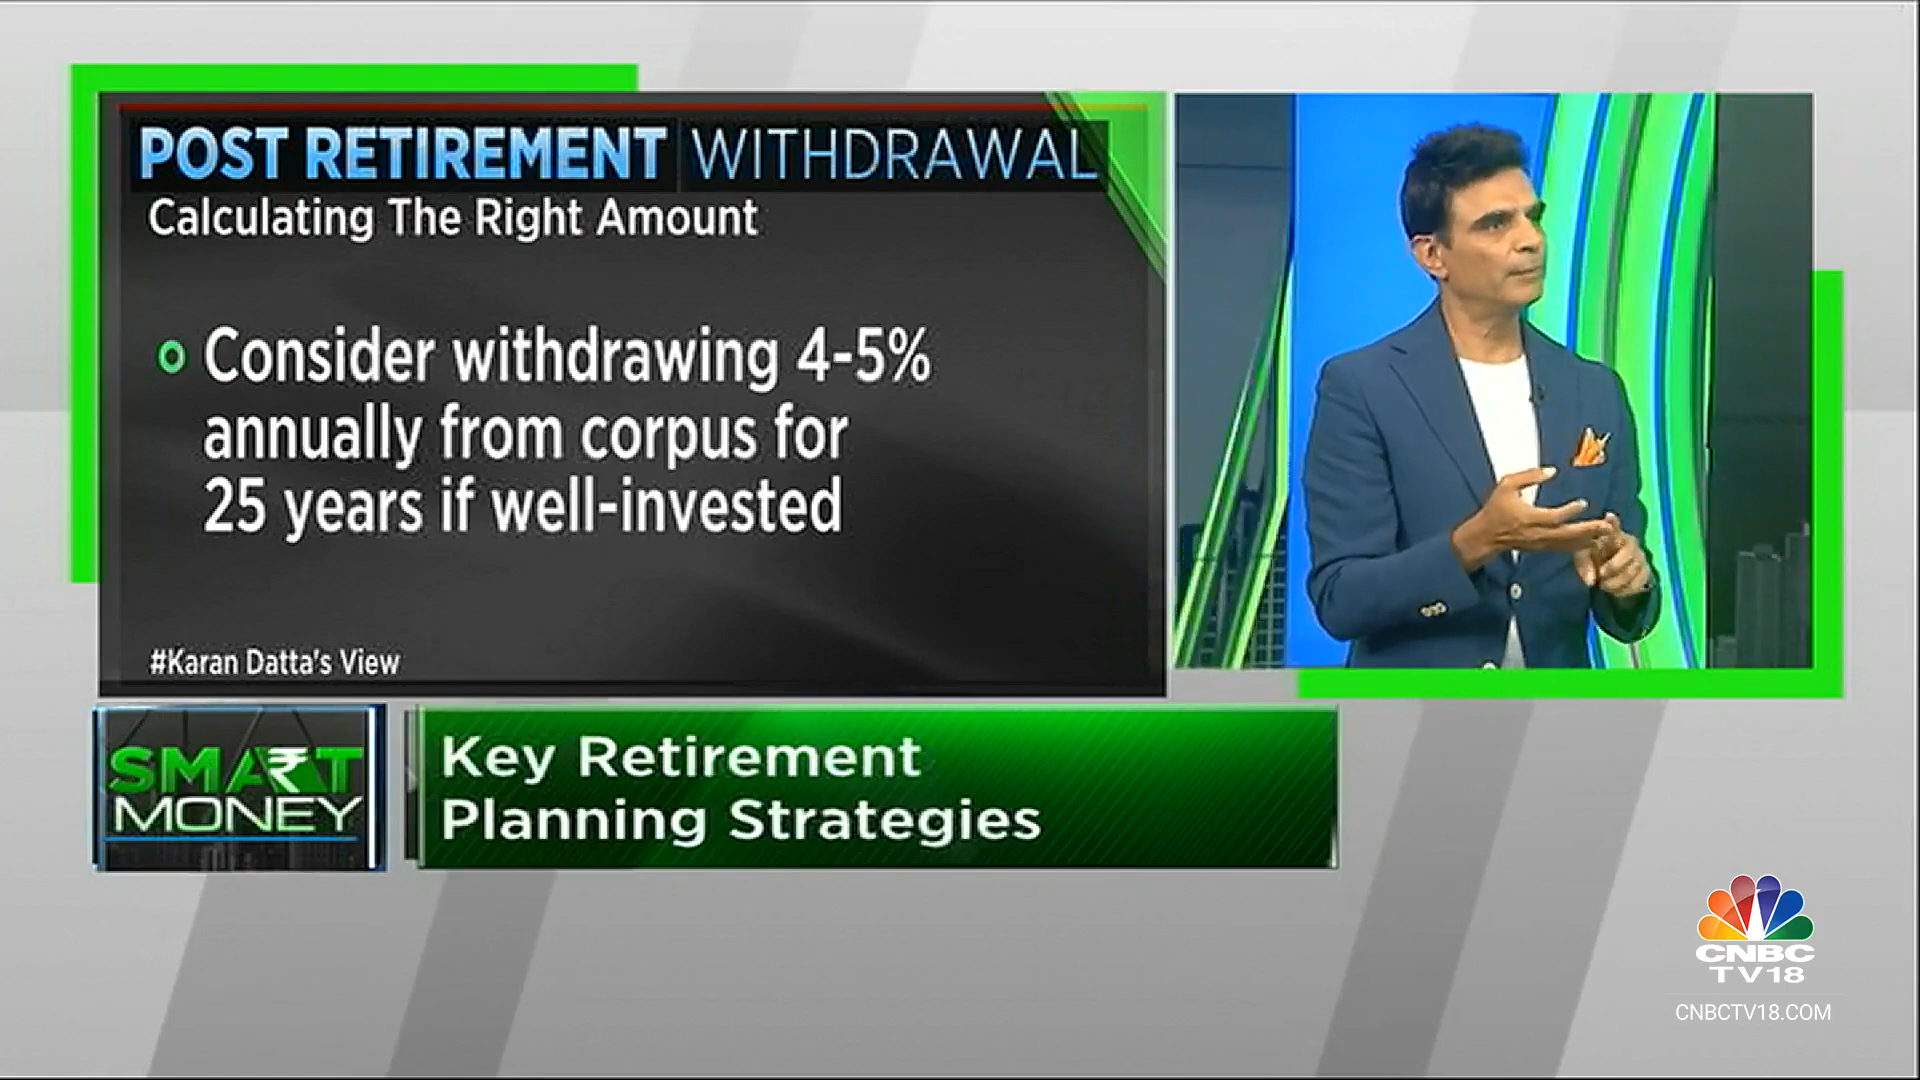 POST RETIREMENT WITHDRAWAL
Calculating The Right Amount
Consider withdrawing 4-5%
annually from corpus for
25 years if well-invested
#Karan Datta's View
SMA₹T
MONEY
Key Retirement
Planning Strategies
CNBC
TV18
CNBCTV18.COM